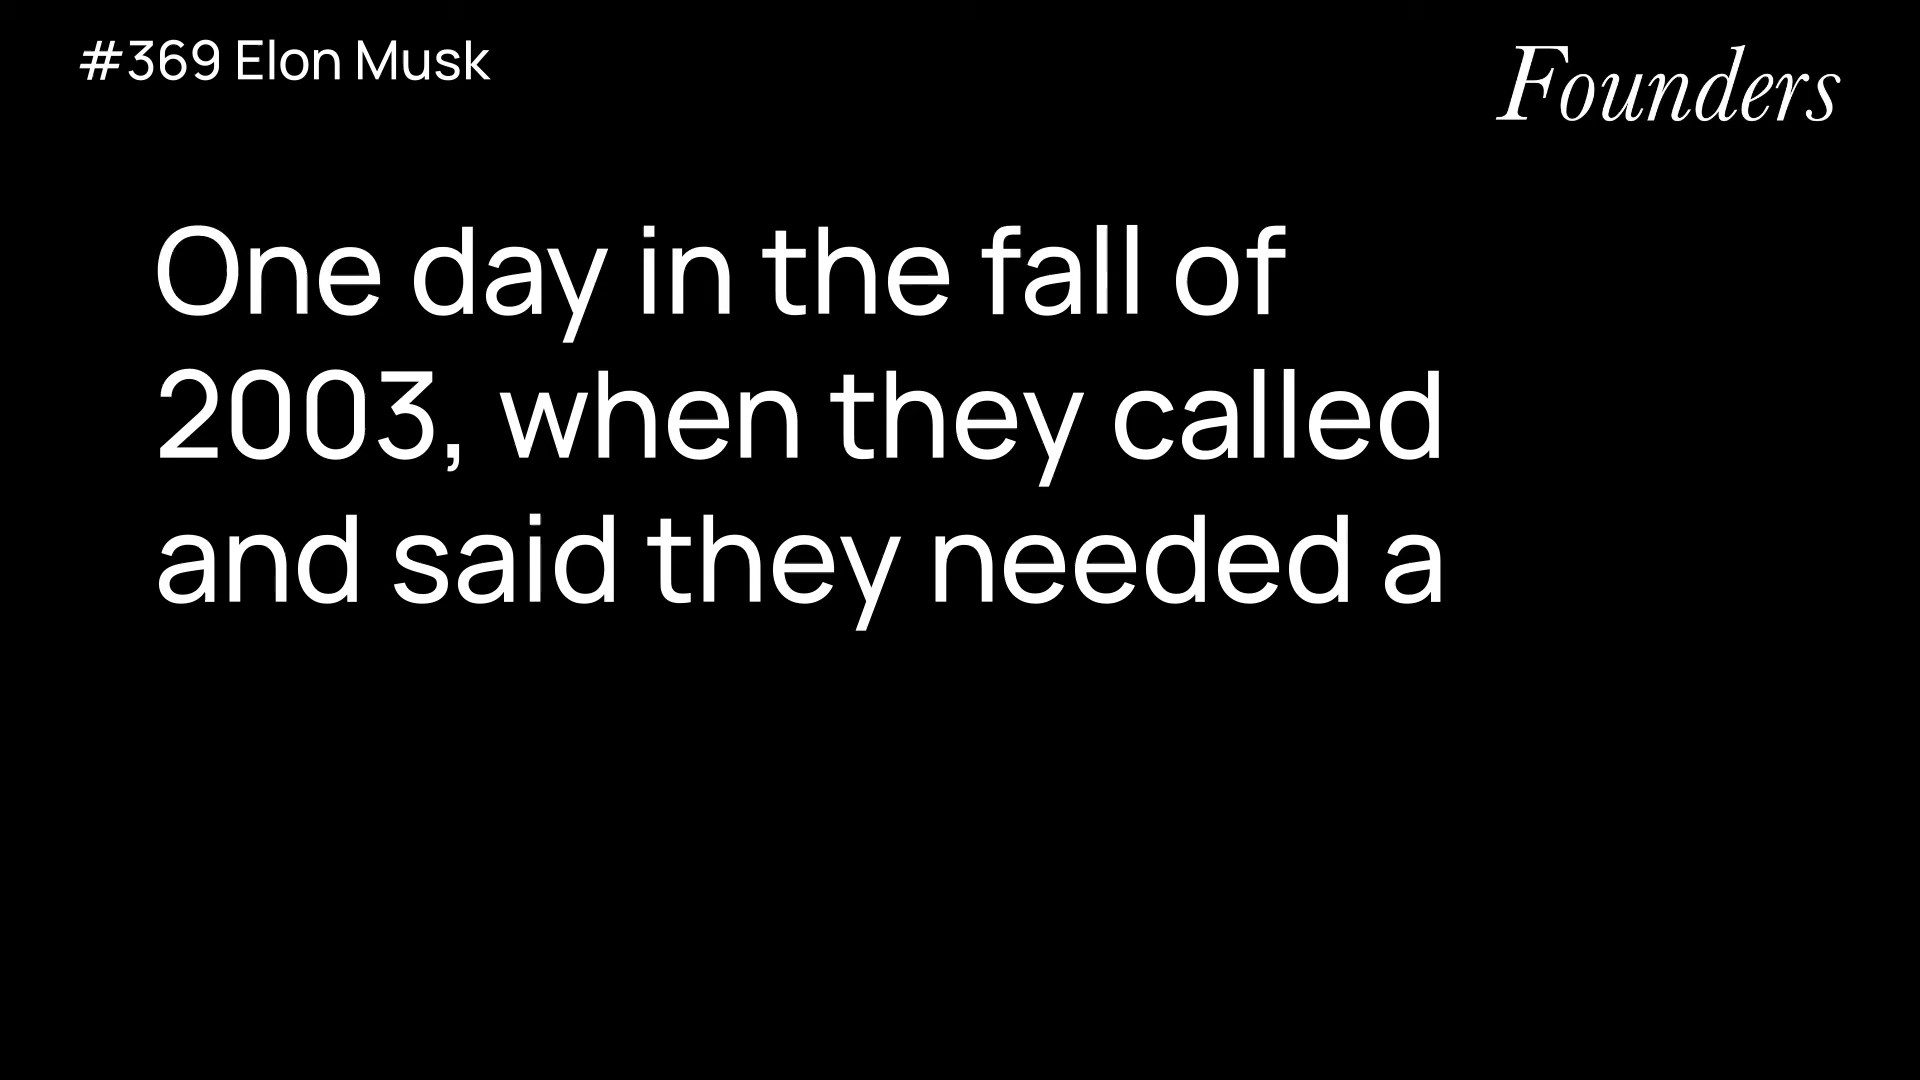 #369 Elon Musk
Founders
One day in the fall of
2003, when they called
and said they needed a